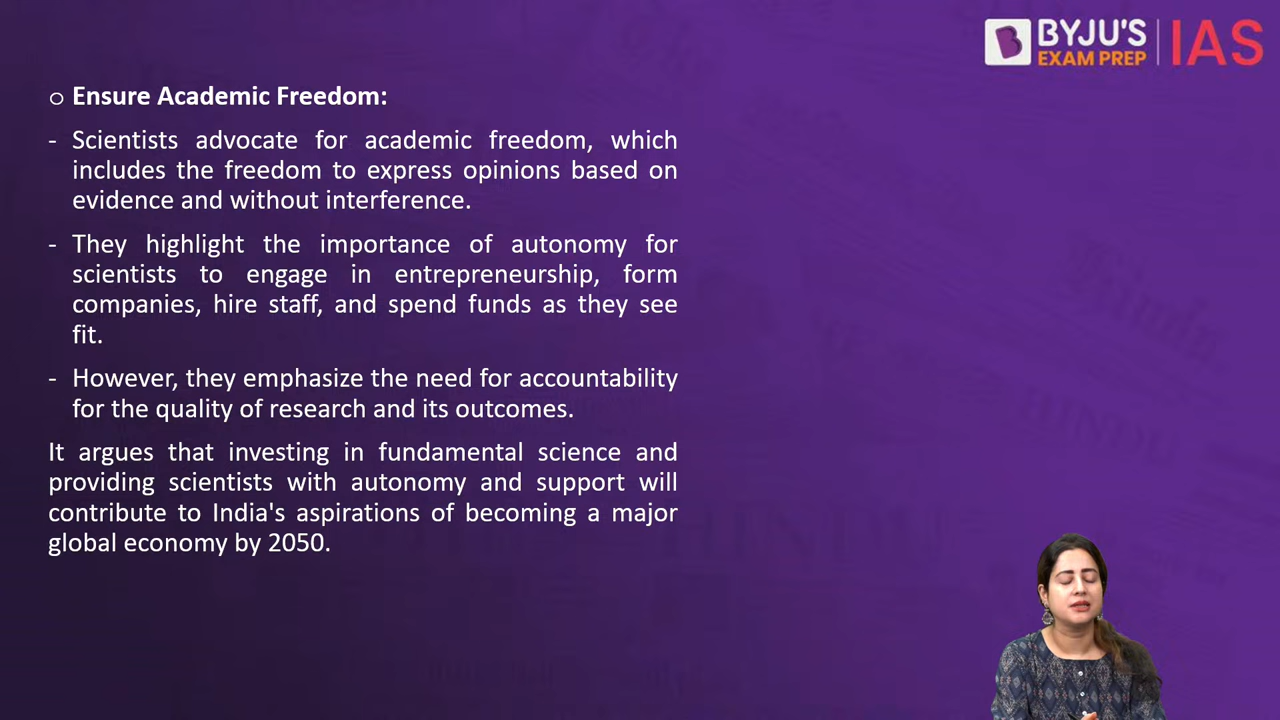 BYJU'S
EXAM PREP
IAS
o Ensure Academic Freedom:
- Scientists advocate for academic freedom, which
includes the freedom to express opinions based on
evidence and without interference.
- They highlight the importance of autonomy for
scientists to engage in entrepreneurship, form
companies, hire staff, and spend funds as they see
fit.
- However, they emphasize the need for accountability
for the quality of research and its outcomes.
It argues that investing in fundamental science and
providing scientists with autonomy and support will
contribute to India's aspirations of becoming a major
global economy by 2050.
HINDU
HINDU